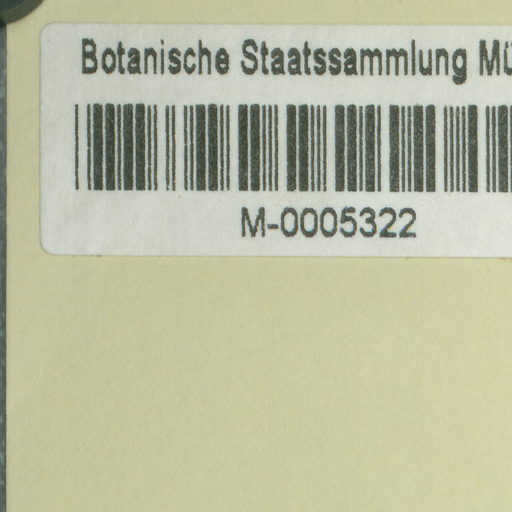 Botanische Staatssammlung Mü
M-0005322